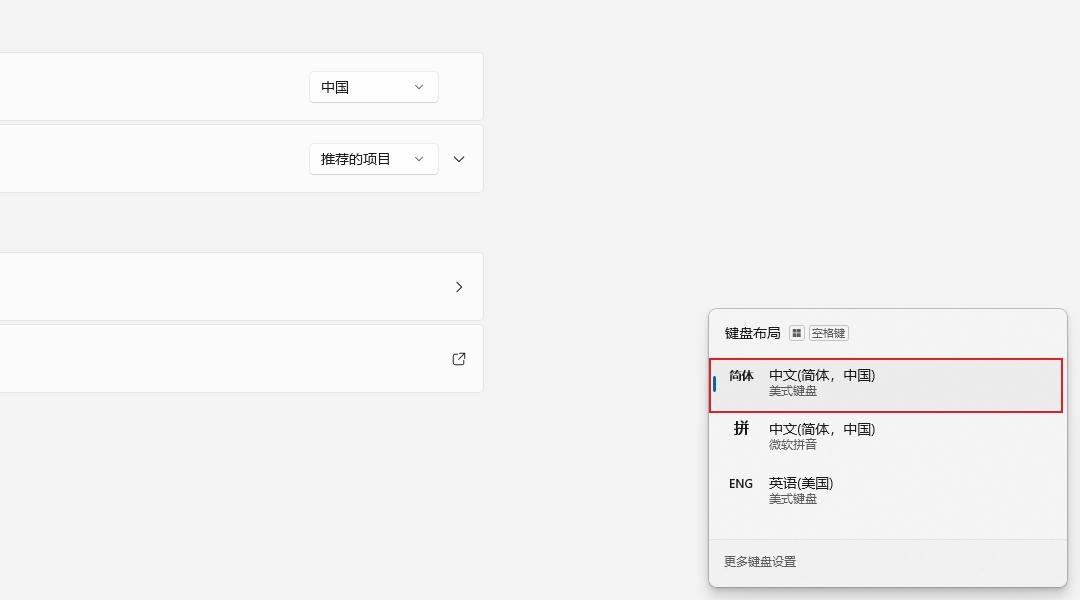 中国
推荐的项目
键盘布局 空格键
简体 中文(简体，中国)
美式键盘
拼 中文(简体，中国)
微软拼音
ENG 英语(美国)
美式键盘
更多键盘设置